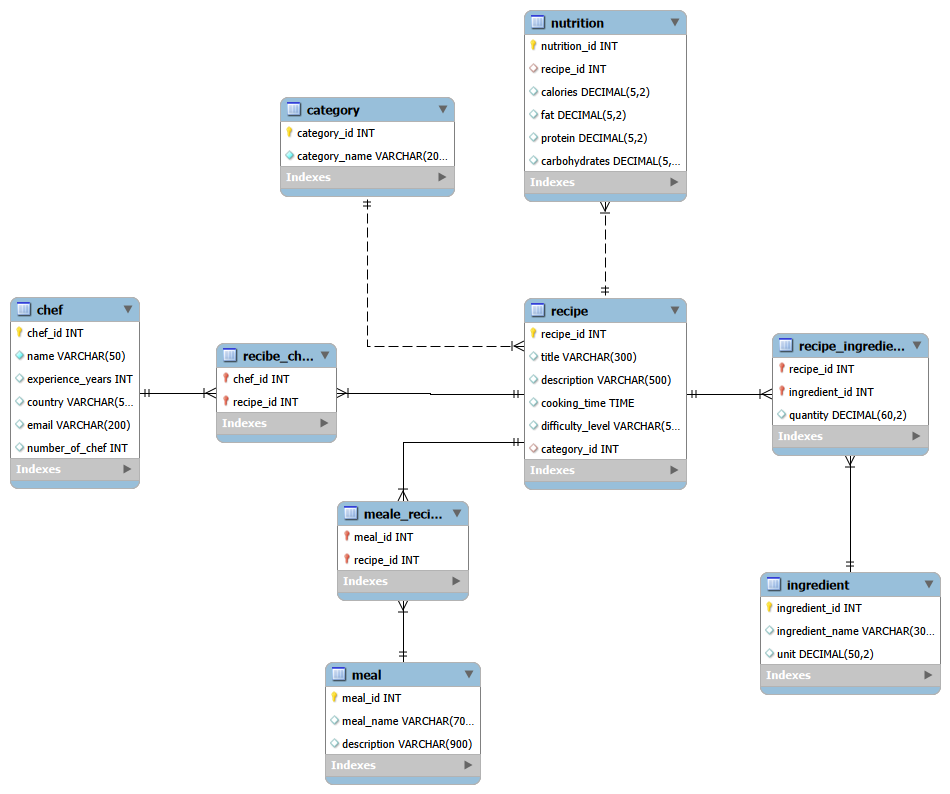 nutrition
nutrition_id INT
recipe_id INT
calories DECIMAL(5,2)
fat DECIMAL(5,2)
protein DECIMAL(5,2)
carbohydrates DECIMAL(5,...
Indexes
category
category_id INT
category_name VARCHAR(20...
Indexes
chef
chef_id INT
name VARCHAR(50)
experience_years INT
country VARCHAR(5...
email VARCHAR(200)
number_of_chef INT
Indexes
recibe_ch...
chef_id INT
recipe_id INT
Indexes
recipe
recipe_id INT
title VARCHAR(300)
description VARCHAR(500)
cooking_time TIME
difficulty_level VARCHAR(5...
category_id INT
Indexes
recipe_ingredie...
recipe_id INT
ingredient_id INT
quantity DECIMAL(60,2)
Indexes
meale_reci...
meal_id INT
recipe_id INT
Indexes
ingredient
ingredient_id INT
ingredient_name VARCHAR(30...
unit DECIMAL(50,2)
Indexes
meal
meal_id INT
meal_name VARCHAR(70...
description VARCHAR(900)
Indexes